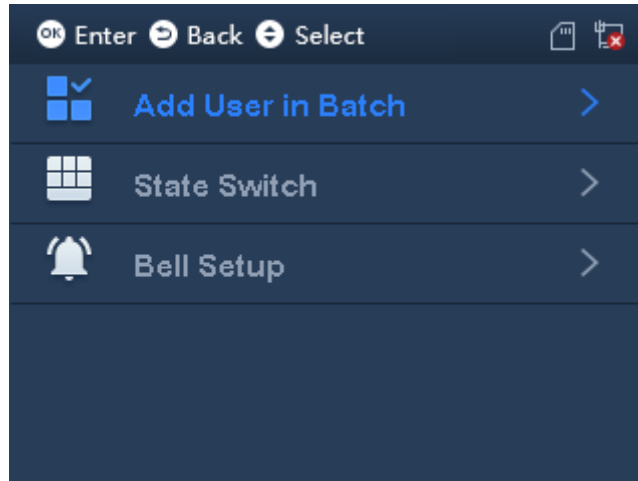 OK Enter Back Select
Add User in Batch
State Switch
Bell Setup